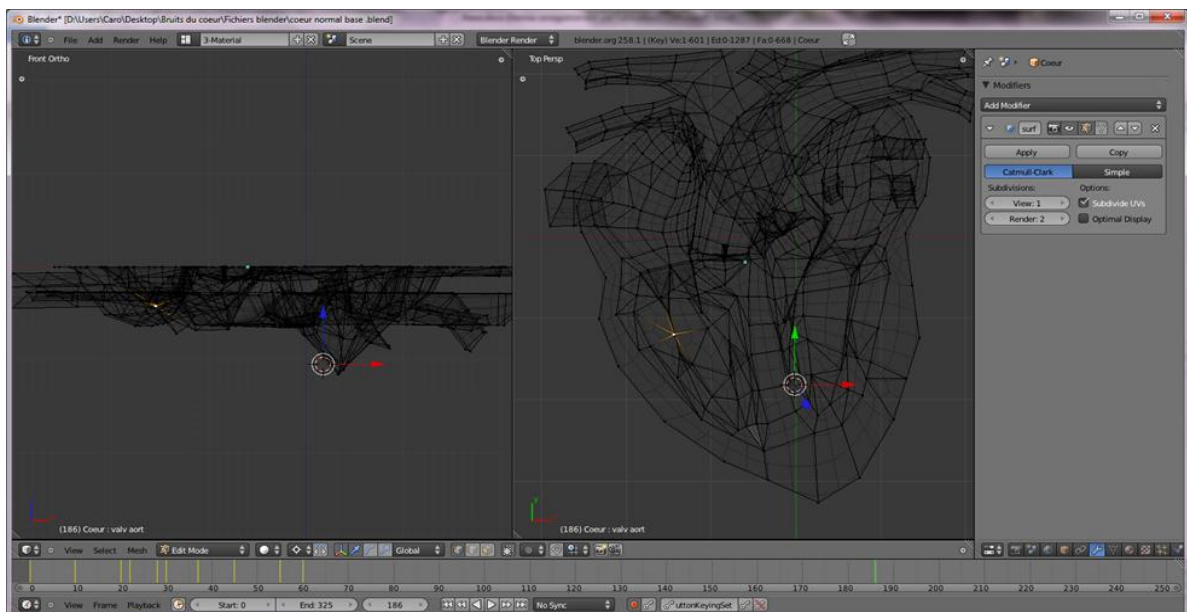 Blender* [D:\Users\Caro\Desktop\Bruits du coeur\Fichiers blender\coeur normal base .blend]
File Add Render Help 3-Material Scene Blender Render blender.org 258.1 | (Key) Ve:1-601 | Ed:0-1287 | Fa:0-668 | Coeur
Front Ortho
Top Persp
Coeur
Modifiers
Add Modifier
surf
Apply Copy
Catmull-Clark Simple
Subdivisions: Options:
View: 1 Subdivide UVs
Render: 2 Optimal Display
(186) Coeur : valv aort
(186) Coeur : valv aort
View Select Mesh Edit Mode Global
0 10 20 30 40 50 60 70 80 90 100 110 120 130 140 150 160 170 180 190 200 210 220 230 240 250
View Frame Playback Start: 0 End: 325 186 No Sync uttonKeyingSet